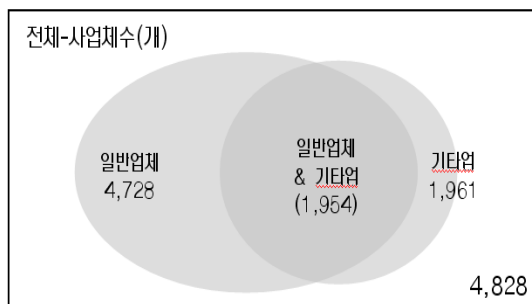 전체-사업체수(개)
일반업체
4,728
일반업체
& 기타업
(1,954)
기타업
1,961
4,828